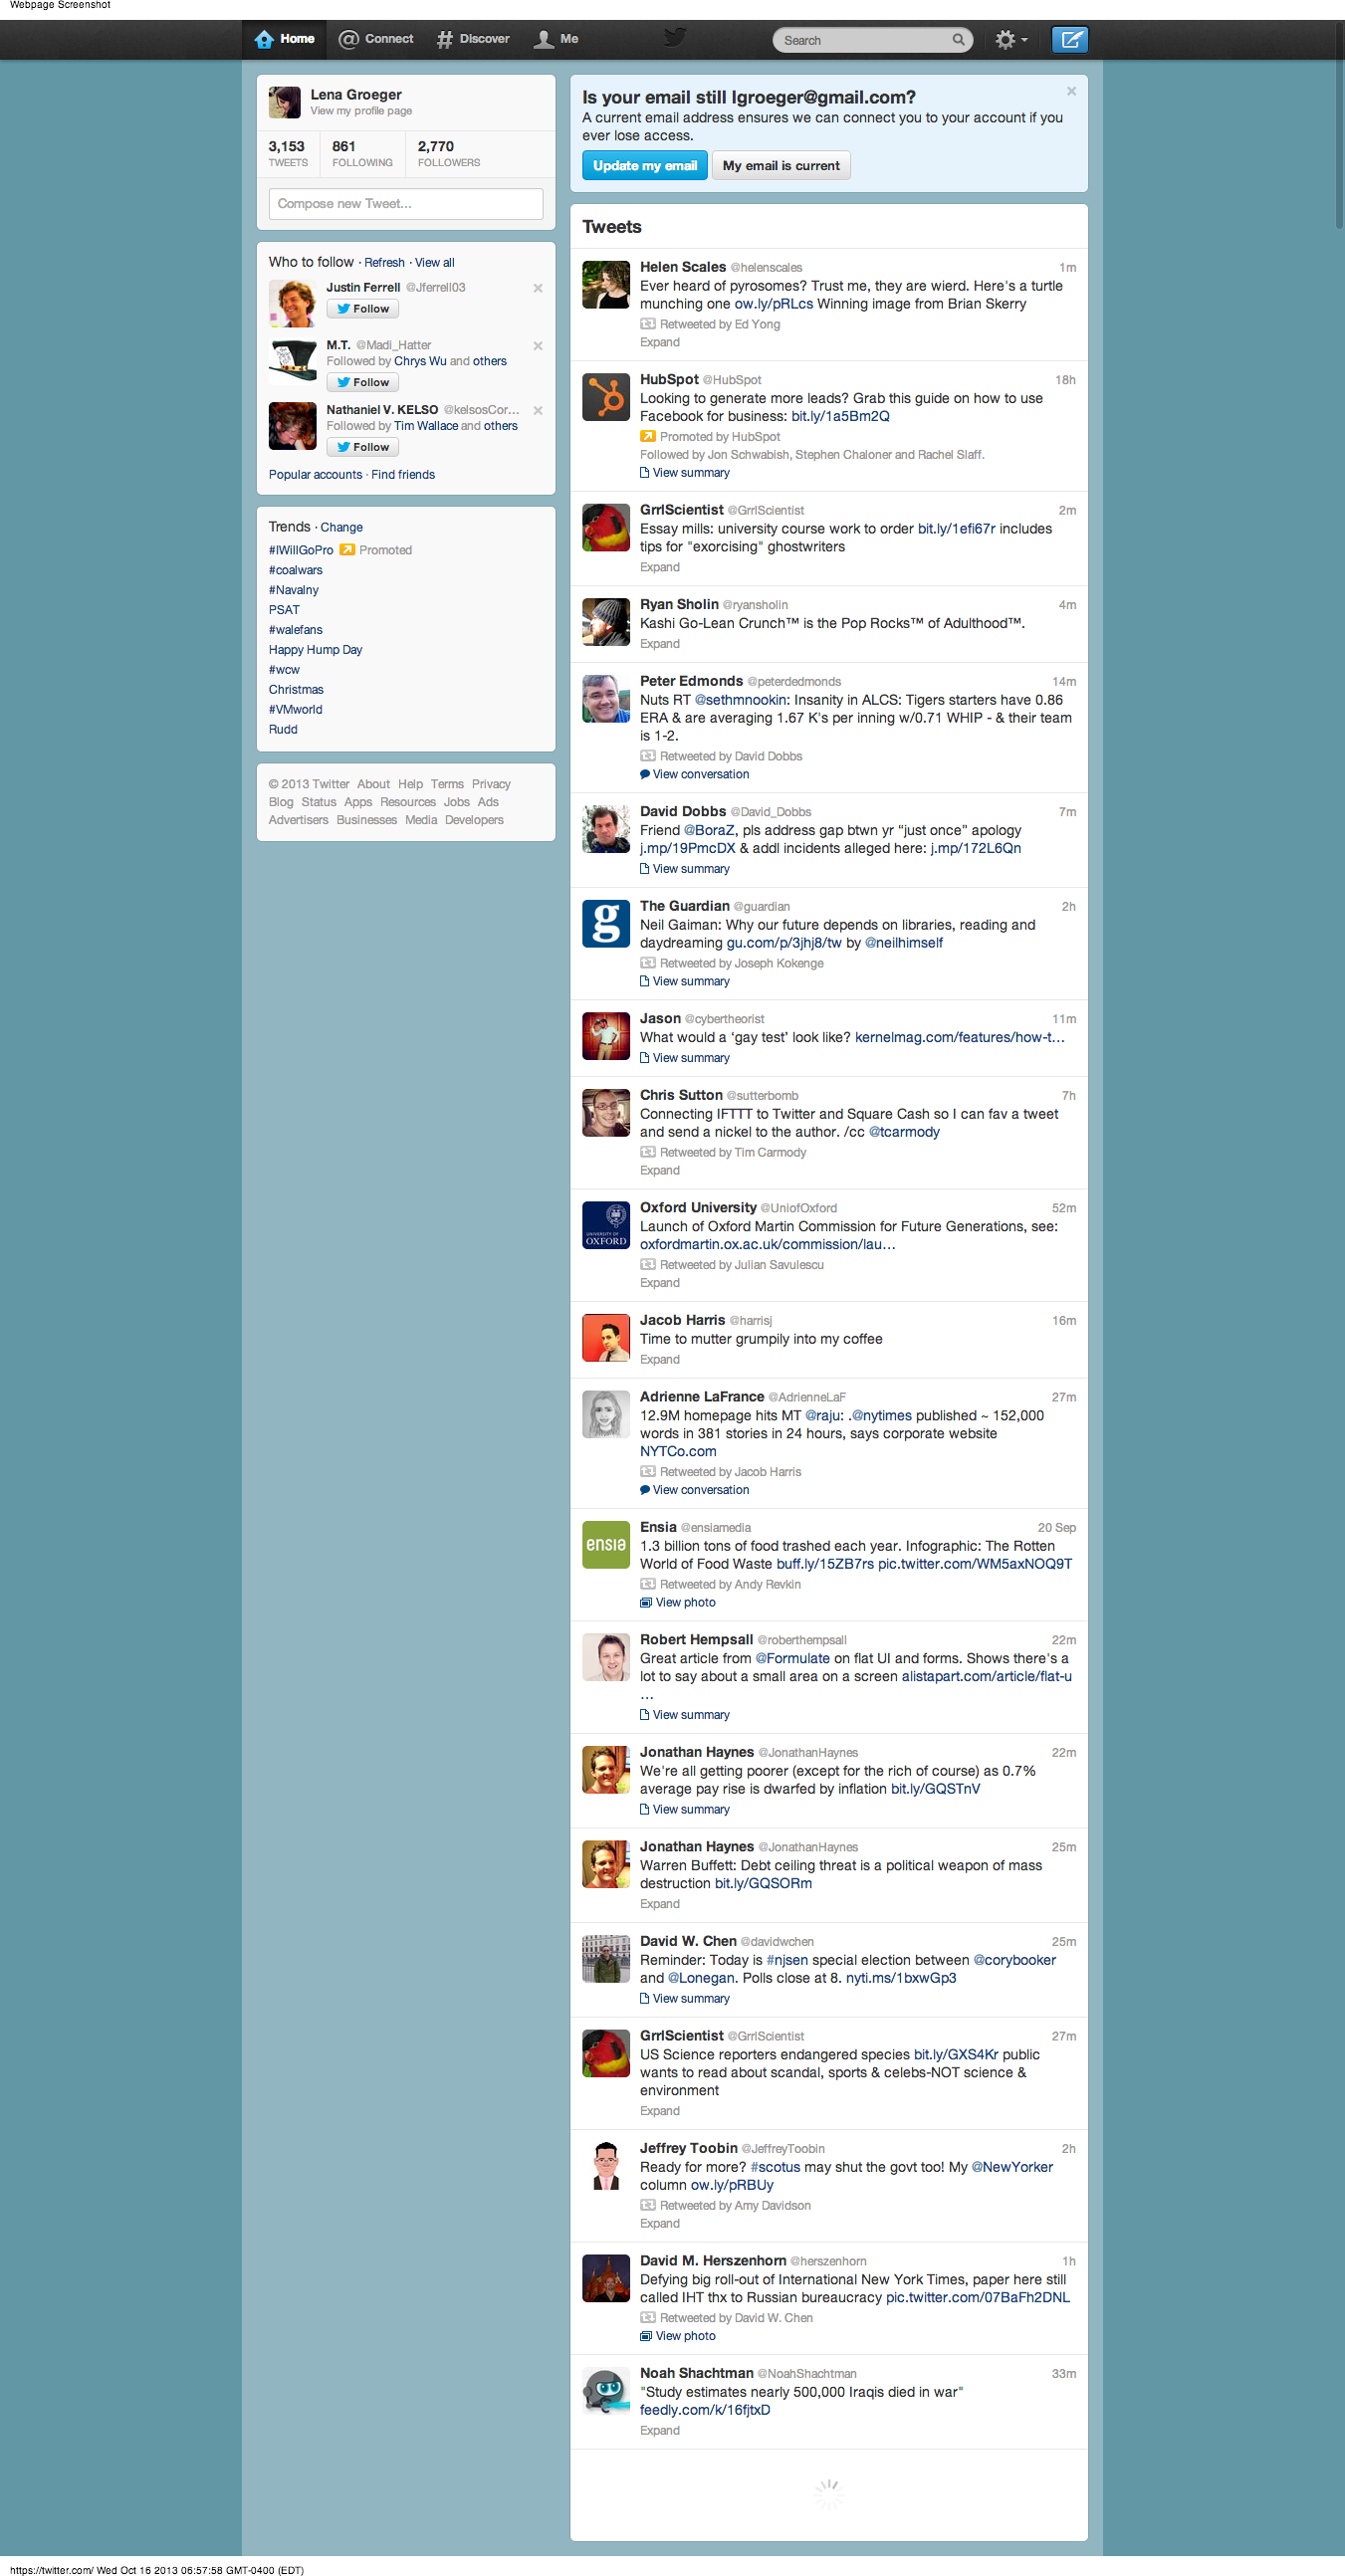 Webpage Screenshot
Home
Connect
Discover
Me
Search
Lena Groeger
View my profile page
3,153 861 2,770
TWEETS FOLLOWING FOLLOWERS
Compose new Tweet...
Who to follow · Refresh · View all
Justin Ferrell @Jferrell03
Follow
M.T. @Madi_Hatter
Followed by Chrys Wu and others
Follow
Nathaniel V. KELSO @kelsosCor...
Followed by Tim Wallace and others
Follow
Popular accounts · Find friends
Trends · Change
#IWillGoPro Promoted
#coalwars
#Navalny
PSAT
#walefans
Happy Hump Day
#wcw
Christmas
#VMworld
Rudd
© 2013 Twitter About Help Terms Privacy
Blog Status Apps Resources Jobs Ads
Advertisers Businesses Media Developers
Is your email still lgroeger@gmail.com?
A current email address ensures we can connect you to your account if you
ever lose access.
Update my email My email is current
Tweets
Helen Scales @helenscales 1m
Ever heard of pyrosomes? Trust me, they are wierd. Here's a turtle
munching one ow.ly/pRLcs Winning image from Brian Skerry
Retweeted by Ed Yong
Expand
HubSpot @HubSpot 18h
Looking to generate more leads? Grab this guide on how to use
Facebook for business: bit.ly/1a5Bm2Q
Promoted by HubSpot
Followed by Jon Schwabish, Stephen Chaloner and Rachel Slaff.
View summary
GrrlScientist @GrrlScientist 2m
Essay mills: university course work to order bit.ly/1efi67r includes
tips for "exorcising" ghostwriters
Expand
Ryan Sholin @ryansholin 4m
Kashi Go-Lean Crunch™ is the Pop Rocks™ of Adulthood™.
Expand
Peter Edmonds @peterdedmonds 14m
Nuts RT @sethmnookin: Insanity in ALCS: Tigers starters have 0.86
ERA & are averaging 1.67 K's per inning w/0.71 WHIP - & their team
is 1-2.
Retweeted by David Dobbs
View conversation
David Dobbs @David_Dobbs 7m
Friend @BoraZ, pls address gap btwn yr “just once” apology
j.mp/19PmcDX & addl incidents alleged here: j.mp/172L6Qn
View summary
g
The Guardian @guardian 2h
Neil Gaiman: Why our future depends on libraries, reading and
daydreaming gu.com/p/3jhj8/tw by @neilhimself
Retweeted by Joseph Kokenge
View summary
Jason @cybertheorist 11m
What would a ‘gay test’ look like? kernelmag.com/features/how-t…
View summary
Chris Sutton @sutterbomb 7h
Connecting IFTTT to Twitter and Square Cash so I can fav a tweet
and send a nickel to the author. /cc @tcarmody
Retweeted by Tim Carmody
Expand
UNIVERSITY OF
OXFORD
Oxford University @UniofOxford 52m
Launch of Oxford Martin Commission for Future Generations, see:
oxfordmartin.ox.ac.uk/commission/lau…
Retweeted by Julian Savulescu
Expand
Jacob Harris @harrisj 16m
Time to mutter grumpily into my coffee
Expand
Adrienne LaFrance @AdrienneLaF 27m
12.9M homepage hits MT @raju: .@nytimes published ~ 152,000
words in 381 stories in 24 hours, says corporate website
NYTCo.com
Retweeted by Jacob Harris
View conversation
ensia
Ensia @ensiamedia 20 Sep
1.3 billion tons of food trashed each year. Infographic: The Rotten
World of Food Waste buff.ly/15ZB7rs pic.twitter.com/WM5axNOQ9T
Retweeted by Andy Revkin
View photo
Robert Hempsall @roberthempsall 22m
Great article from @Formulate on flat UI and forms. Shows there's a
lot to say about a small area on a screen alistapart.com/article/flat-u
…
View summary
Jonathan Haynes @JonathanHaynes 22m
We're all getting poorer (except for the rich of course) as 0.7%
average pay rise is dwarfed by inflation bit.ly/GQSTnV
View summary
Jonathan Haynes @JonathanHaynes 25m
Warren Buffett: Debt ceiling threat is a political weapon of mass
destruction bit.ly/GQSORm
Expand
David W. Chen @davidwchen 25m
Reminder: Today is #njsen special election between @corybooker
and @Lonegan. Polls close at 8. nyti.ms/1bxwGp3
View summary
GrrlScientist @GrrlScientist 27m
US Science reporters endangered species bit.ly/GXS4Kr public
wants to read about scandal, sports & celebs-NOT science &
environment
Expand
Jeffrey Toobin @JeffreyToobin 2h
Ready for more? #scotus may shut the govt too! My @NewYorker
column ow.ly/pRBUy
Retweeted by Amy Davidson
Expand
David M. Herszenhorn @herszenhorn 1h
Defying big roll-out of International New York Times, paper here still
called IHT thx to Russian bureaucracy pic.twitter.com/07BaFh2DNL
Retweeted by David W. Chen
View photo
Noah Shachtman @NoahShachtman 33m
"Study estimates nearly 500,000 Iraqis died in war"
feedly.com/k/16fjtxD
Expand
https://twitter.com/ Wed Oct 16 2013 06:57:58 GMT-0400 (EDT)